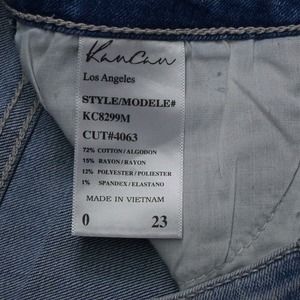 KanCan
Los Angeles
STYLE/MODELE#
KC8299M
CUT#4063
72% COTTON/ALGODON
15% RAYON/RAYON
12% POLYESTER/POLIESTER
1% SPANDEX/ELASTANO
MADE IN VIETNAM
0 23